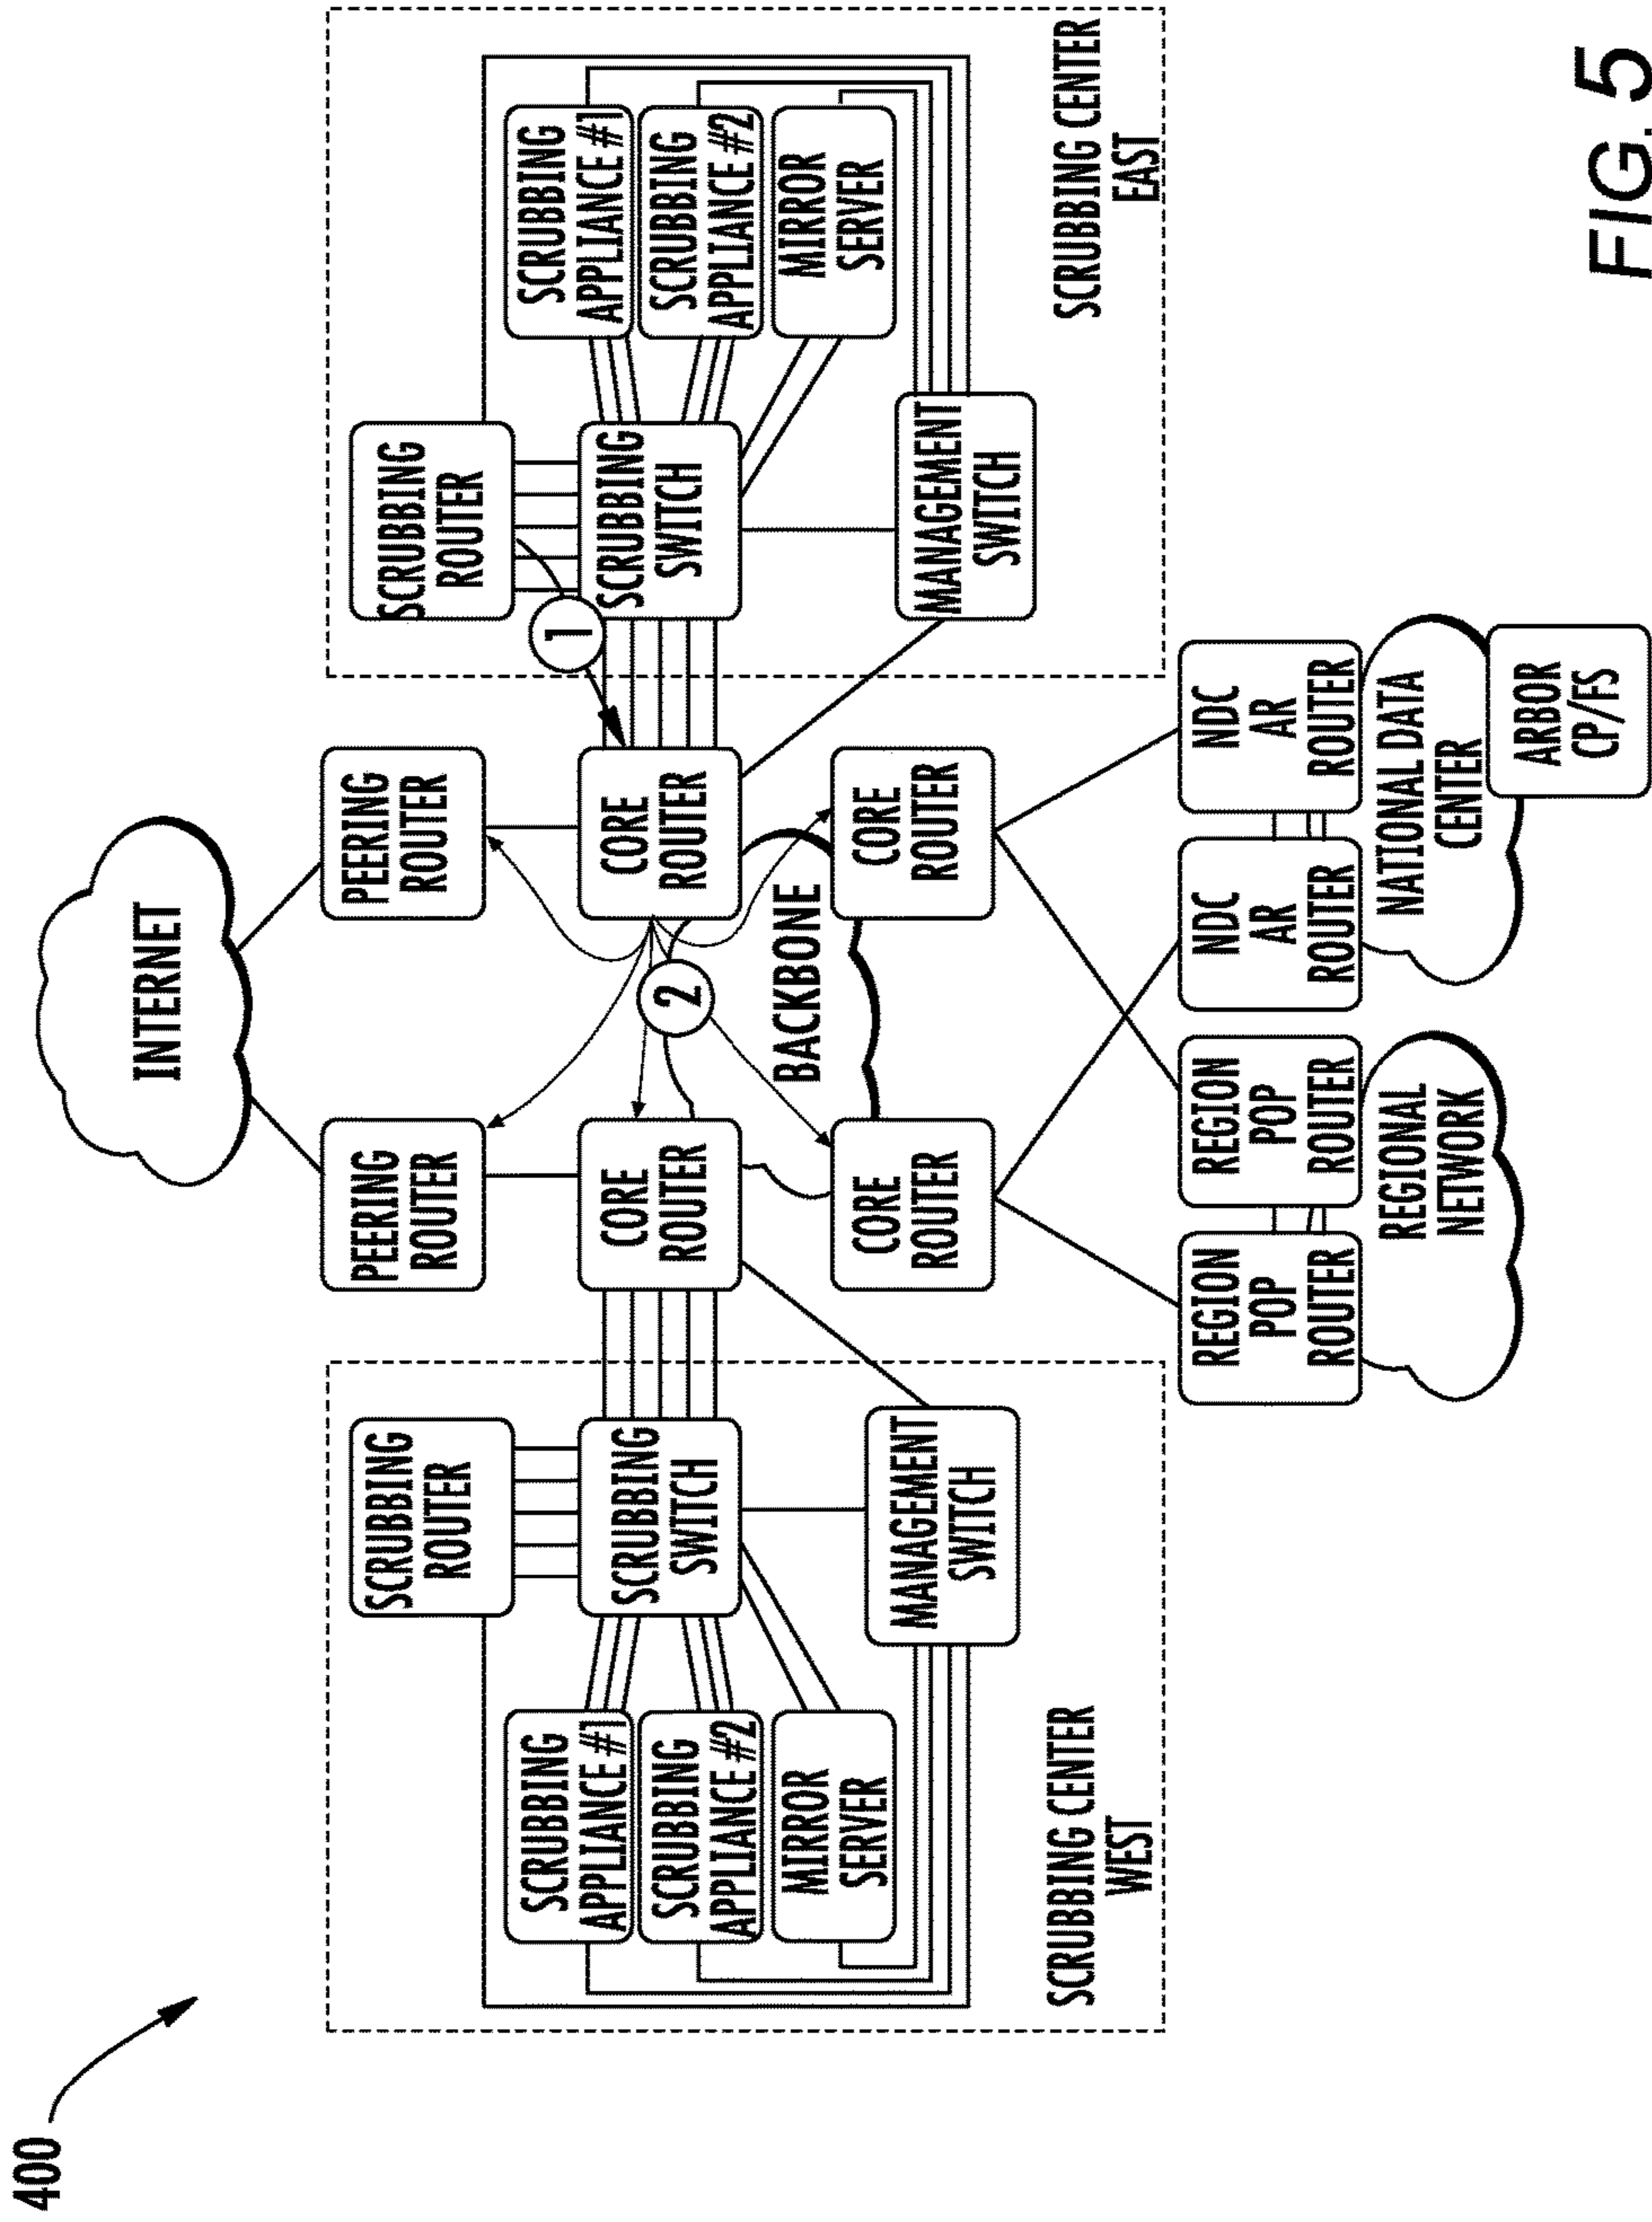 400
INTERNET
PEERING
ROUTER
PEERING
ROUTER
SCRUBBING
ROUTER
SCRUBBING
ROUTER
SCRUBBING
APPLIANCE #1
SCRUBBING
SWITCH
CORE
ROUTER
CORE
ROUTER
1
SCRUBBING
SWITCH
SCRUBBING
APPLIANCE #1
SCRUBBING
APPLIANCE #2
2
SCRUBBING
APPLIANCE #2
MIRROR
SERVER
BACKBONE
MIRROR
SERVER
MANAGEMENT
SWITCH
CORE
ROUTER
CORE
ROUTER
MANAGEMENT
SWITCH
SCRUBBING CENTER
WEST
SCRUBBING CENTER
EAST
REGION
POP
ROUTER
REGION
POP
ROUTER
NDC
AR
ROUTER
NDC
AR
ROUTER
REGIONAL
NETWORK
NATIONAL DATA
CENTER
ARBOR
CP/FS
FIG. 5